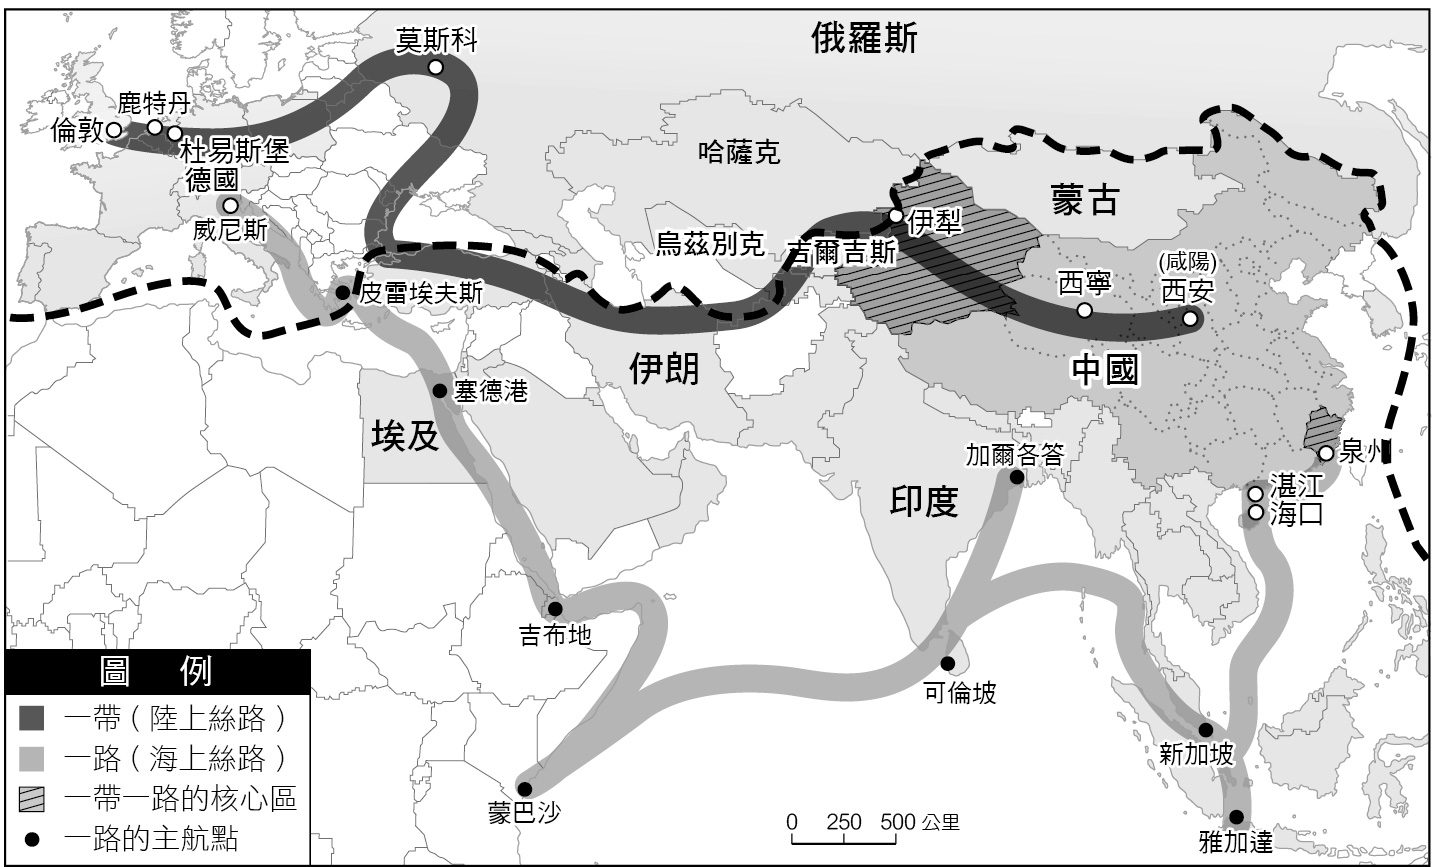 俄羅斯
莫斯科
鹿特丹
倫敦
杜易斯堡
德國
威尼斯
哈薩克
蒙古
伊犁
烏茲別克
吉爾吉斯
(咸陽)
西寧
西安
皮雷埃夫斯
伊朗
中國
塞德港
埃及
泉州
加爾各答
印度
湛江
海口
吉布地
可倫坡
新加坡
蒙巴沙
雅加達
0 250 500 公里
圖 例
一帶（陸上絲路）
一路（海上絲路）
一帶一路的核心區
一路的主航點